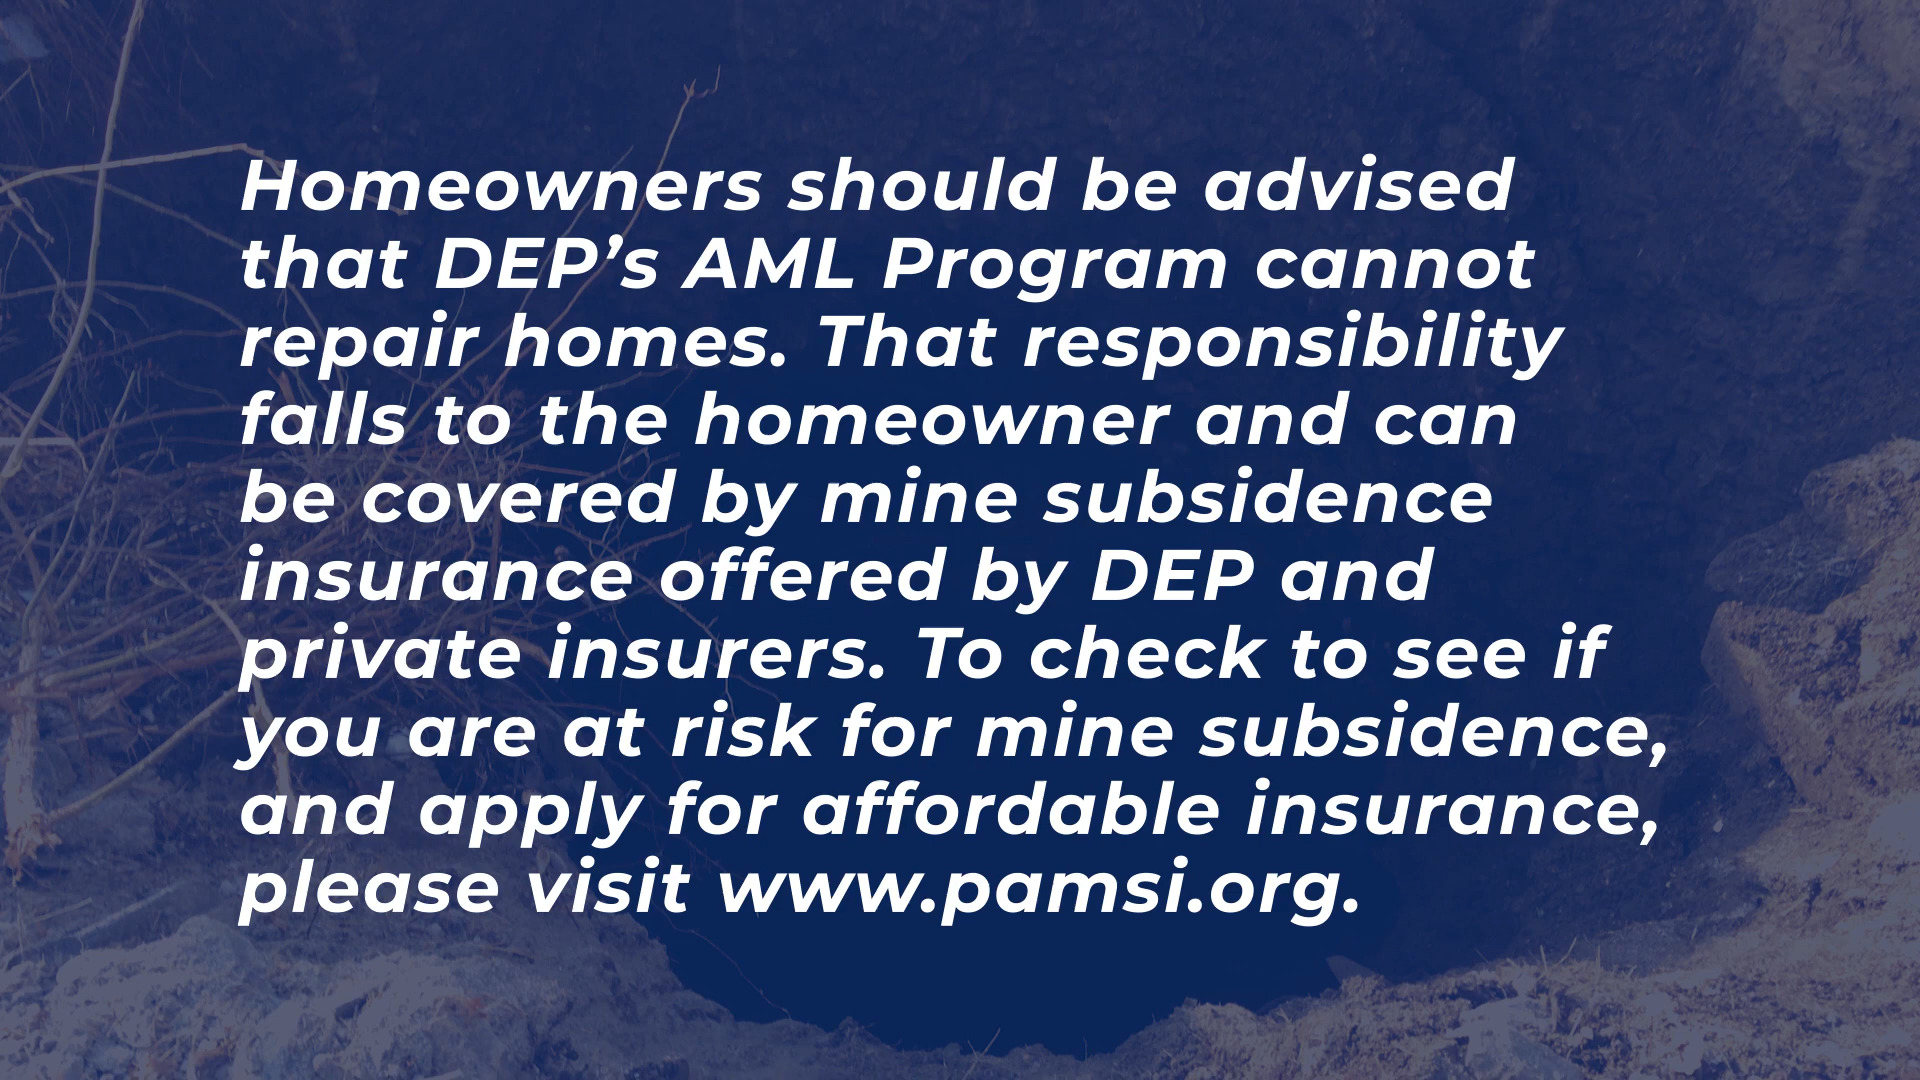 Homeowners should be advised
that DEP’s AML Program cannot
repair homes. That responsibility
falls to the homeowner and can
be covered by mine subsidence
insurance offered by DEP and
private insurers. To check to see if
you are at risk for mine subsidence,
and apply for affordable insurance,
please visit www.pamsi.org.